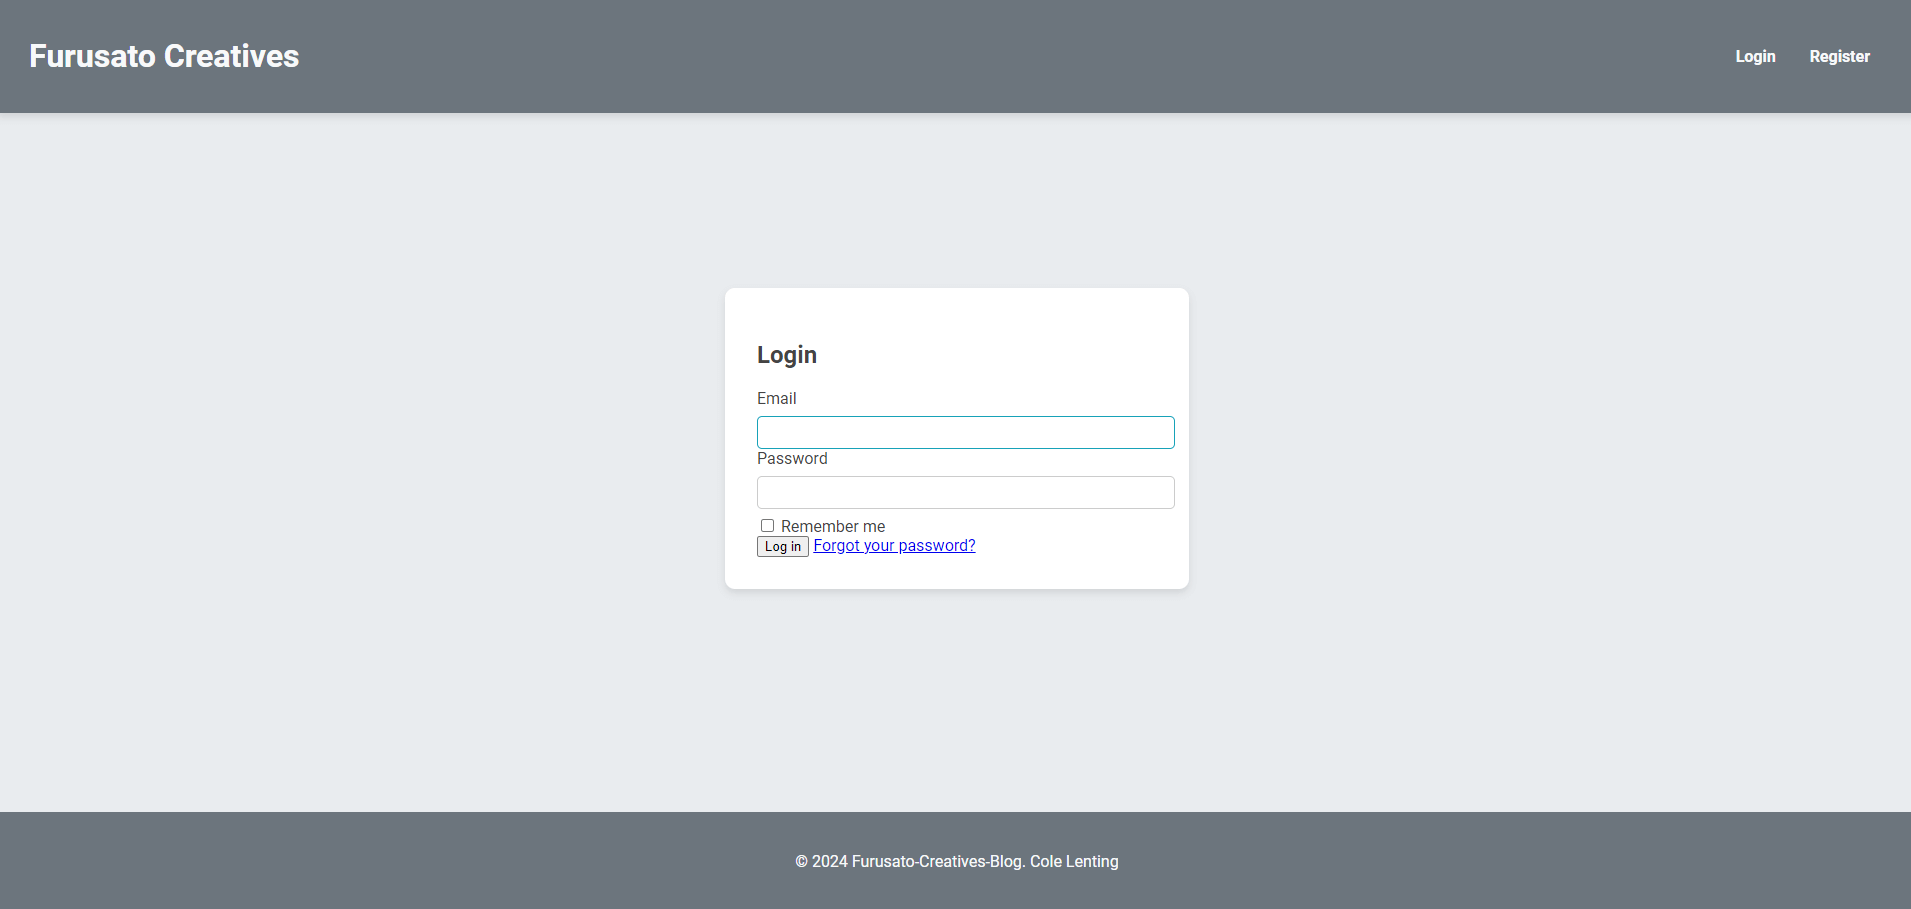 Furusato Creatives
Login Register
Login
Email
Password
Remember me
Log in Forgot your password?
© 2024 Furusato-Creatives-Blog. Cole Lenting